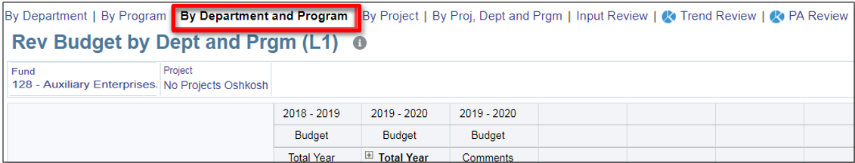 By Department | By Program | By Department and Program | By Project | By Proj, Dept and Prgm | Input Review | Trend Review | PA Review
Rev Budget by Dept and Prgm (L1)
Fund Project
128 - Auxiliary Enterprises. No Projects Oshkosh
2018 - 2019 2019 - 2020 2019 - 2020
Budget Budget Budget
Total Year Total Year Comments